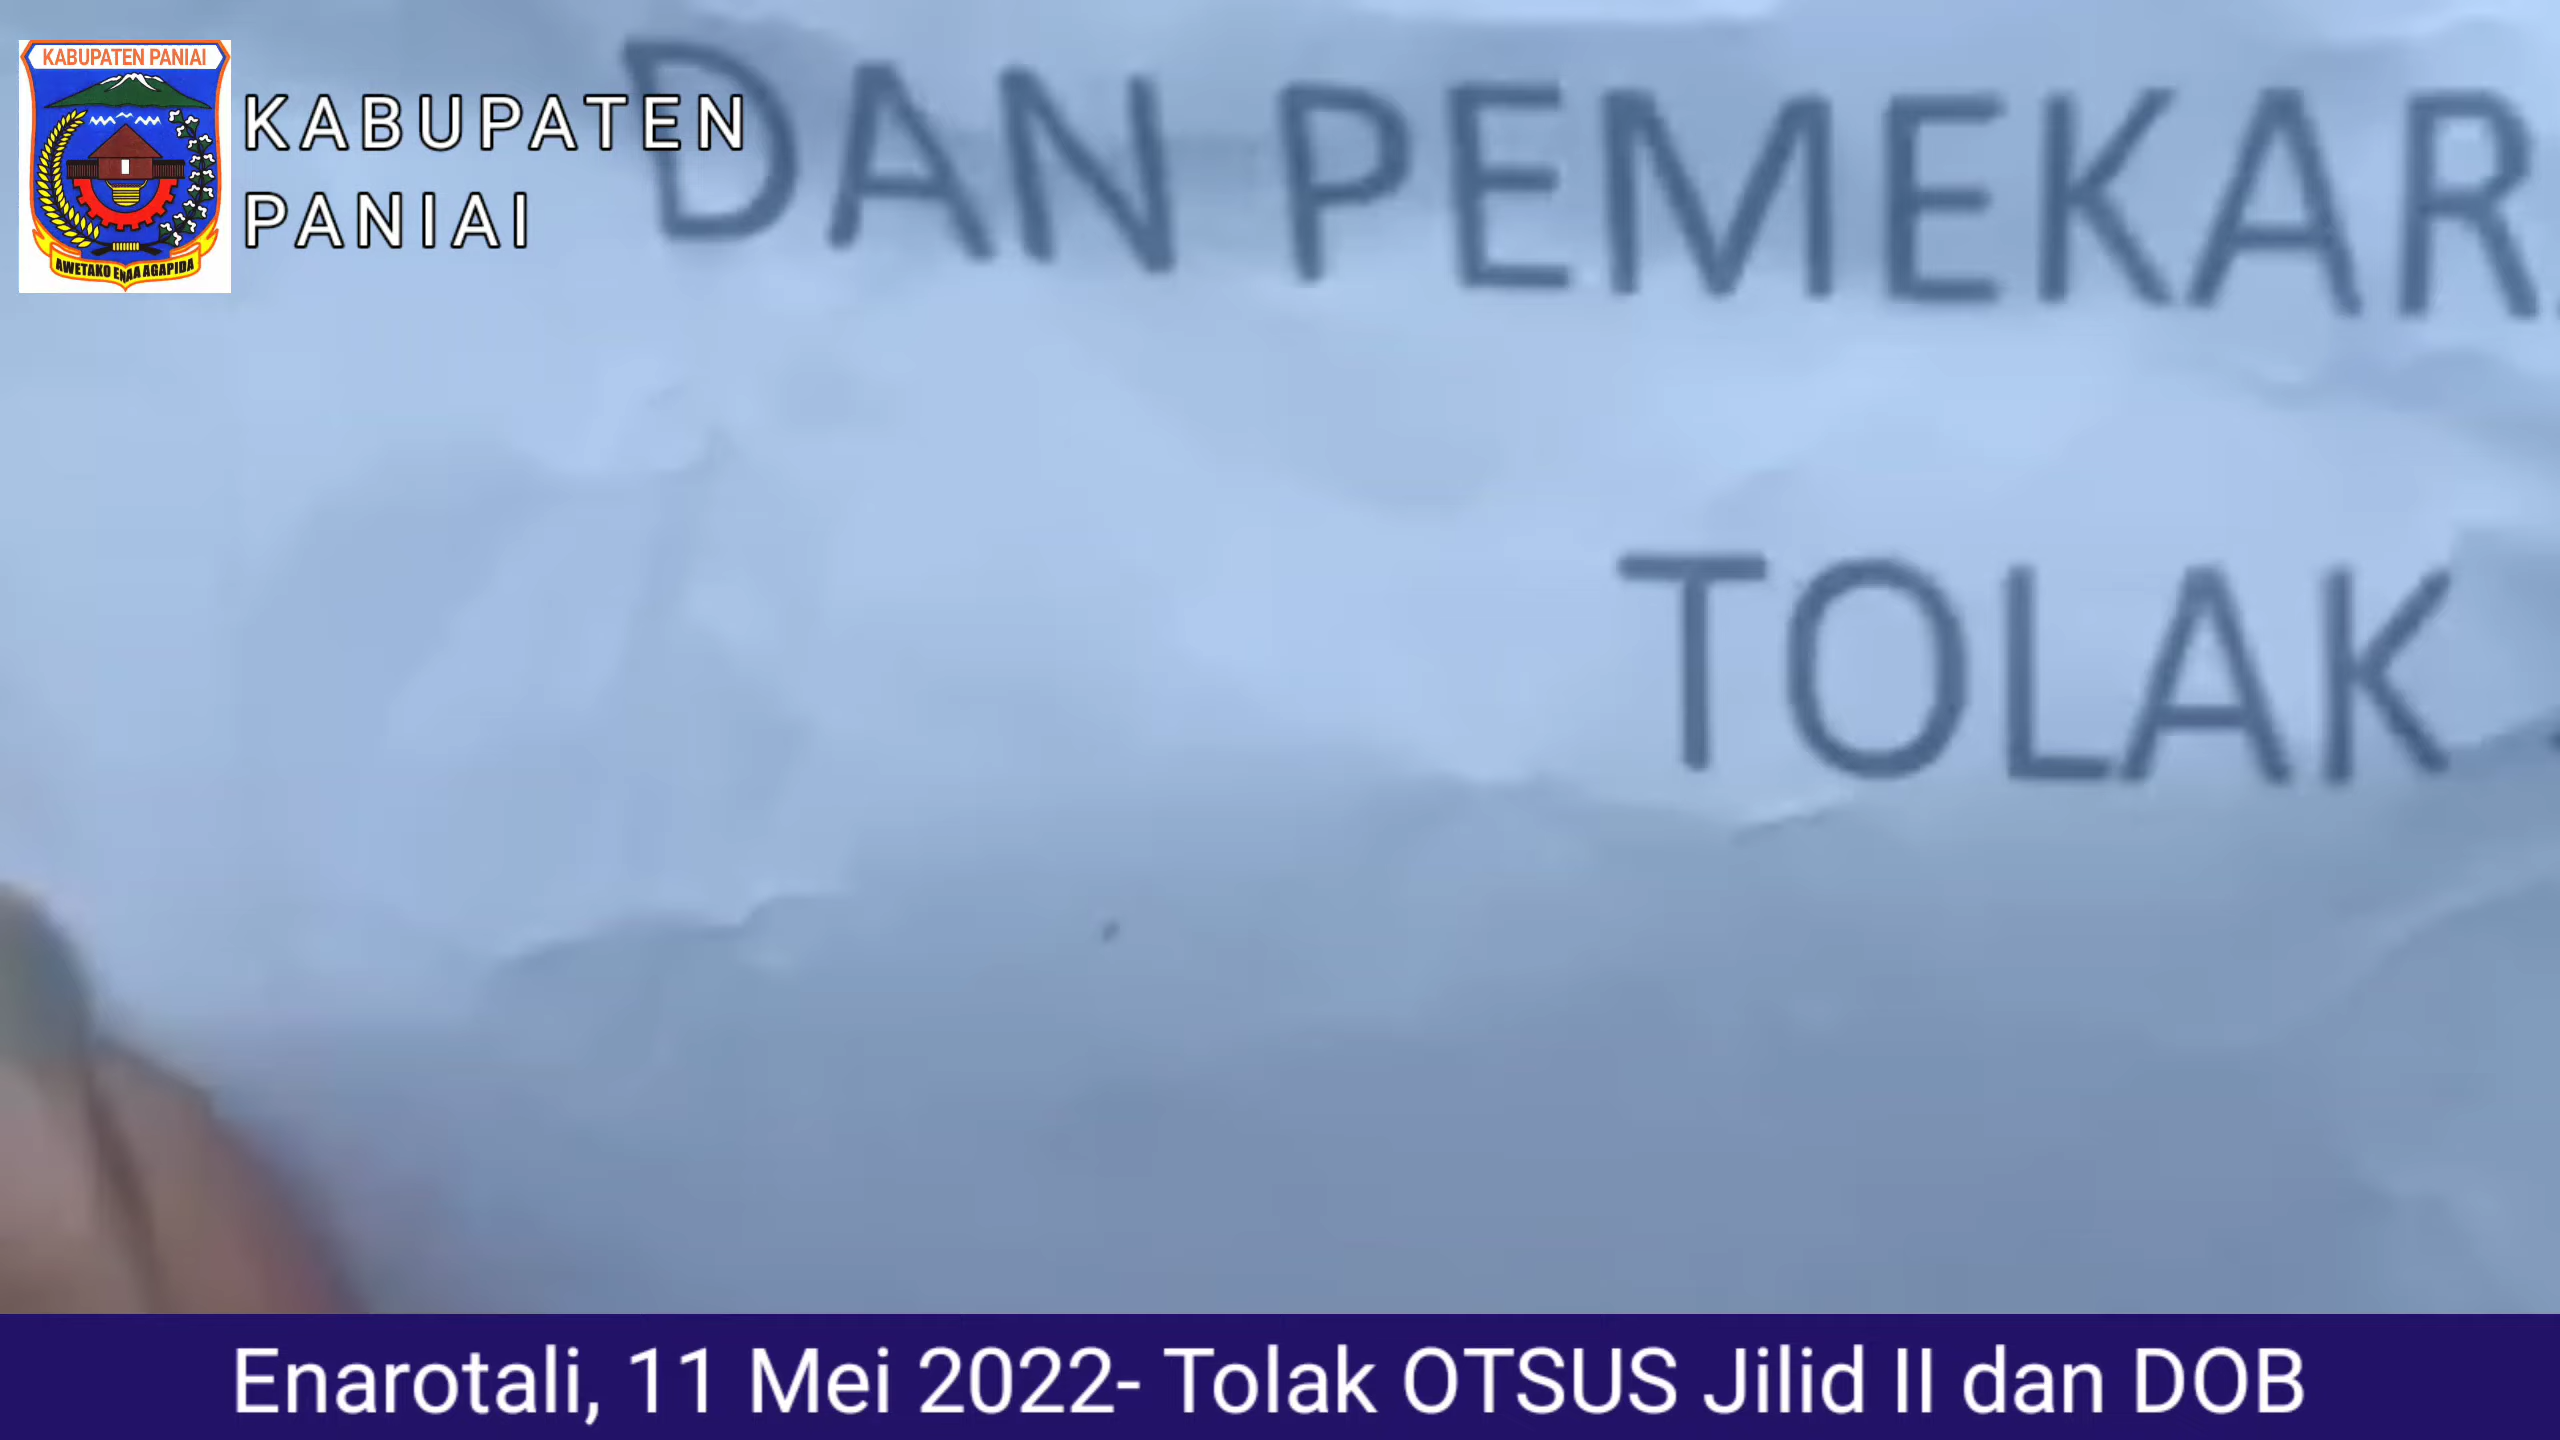 KABUPATEN PANIAI
AWETAKO ENAA AGAPIDA
KABUPATEN
PANIAI
DAN PEMEKAR
TOLAK
Enarotali, 11 Mei 2022- Tolak OTSUS Jilid II dan DOB